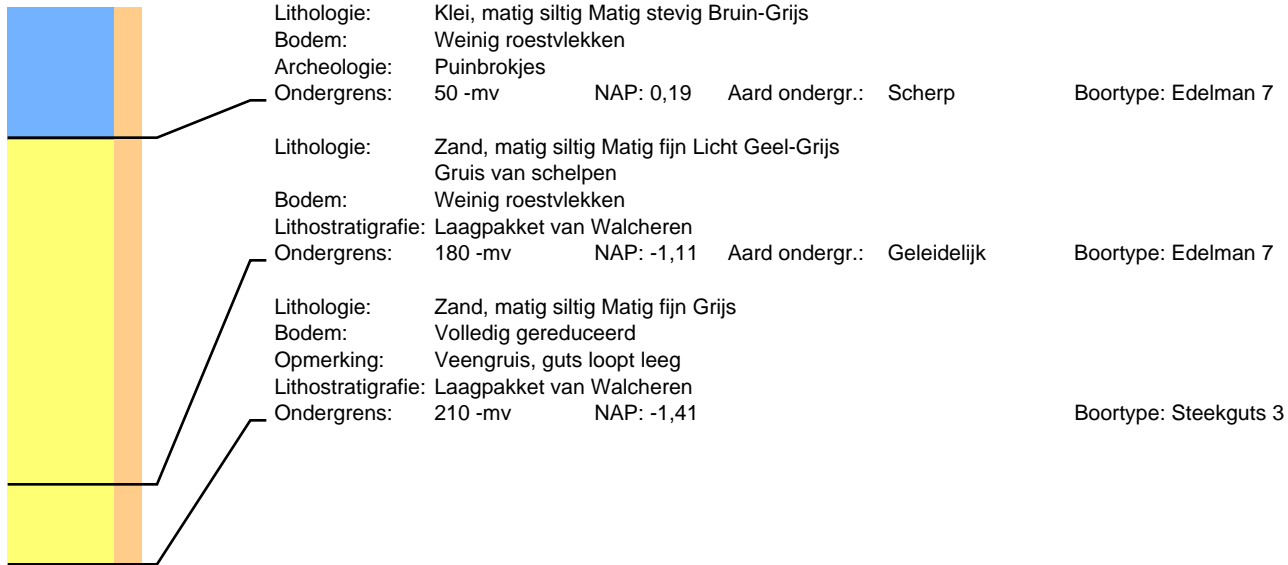 Lithologie: Klei, matig siltig Matig stevig Bruin-Grijs
Bodem: Weinig roestvlekken
Archeologie: Puinbrokjes
Ondergrens: 50 -mv NAP: 0,19 Aard ondergr.: Scherp Boortype: Edelman 7
Lithologie: Zand, matig siltig Matig fijn Licht Geel-Grijs
Gruis van schelpen
Bodem: Weinig roestvlekken
Lithostratigrafie: Laagpakket van Walcheren
Ondergrens: 180 -mv NAP: -1,11 Aard ondergr.: Geleidelijk Boortype: Edelman 7
Lithologie: Zand, matig siltig Matig fijn Grijs
Bodem: Volledig gereduceerd
Opmerking: Veengruis, guts loopt leeg
Lithostratigrafie: Laagpakket van Walcheren
Ondergrens: 210 -mv NAP: -1,41 Boortype: Steekguts 3